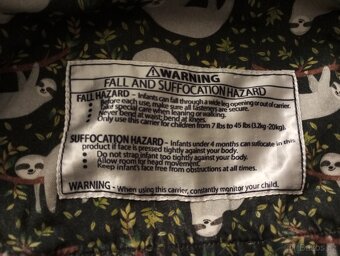 ⚠WARNING
FALL AND SUFFOCATION HAZARD
FALL HAZARD - Infants can fall through a wide leg opening or out of carrier.
• Before each use, make sure all fasteners are secure.
• Take special care when leaning or walking.
• Never bend at waist; bend at knees.
• Only use this carrier for children from 7 lbs to 45 lbs (3.2kg-20kg).
SUFFOCATION HAZARD - Infants under 4 months can suffocate in this
product if face is pressed tightly against your body.
• Do not strap infant too tightly against your body.
• Allow room for head movement.
• Keep infant's face free from obstructions at all times.
WARNING - When using this carrier, constantly monitor your child.